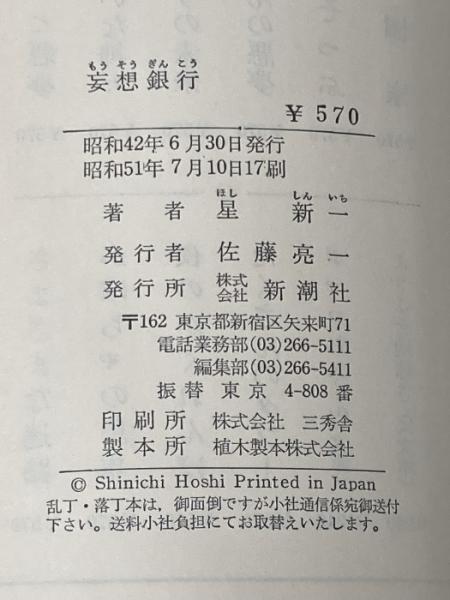 もうそうぎんこう
妄想銀行
¥570
昭和42年6月30日発行
昭和51年7月10日17刷
ほし しんいち
著者 星 新一
発行者 佐藤亮一
発行所 株式会社 新潮社
〒162 東京都新宿区矢来町71
電話業務部(03)266-5111
編集部(03)266-5411
振替 東京 4-808 番
印刷所 株式会社 三秀舎
製本所 植木製本株式会社
© Shinichi Hoshi Printed in Japan
乱丁・落丁本は，御面倒ですが小社通信係宛御送付
下さい。送料小社負担にてお取替えいたします。